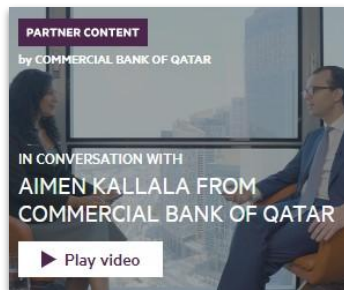 PARTNER CONTENT
by COMMERCIAL BANK OF QATAR
IN CONVERSATION WITH
AIMEN KALLALA FROM
COMMERCIAL BANK OF QATAR
Play video